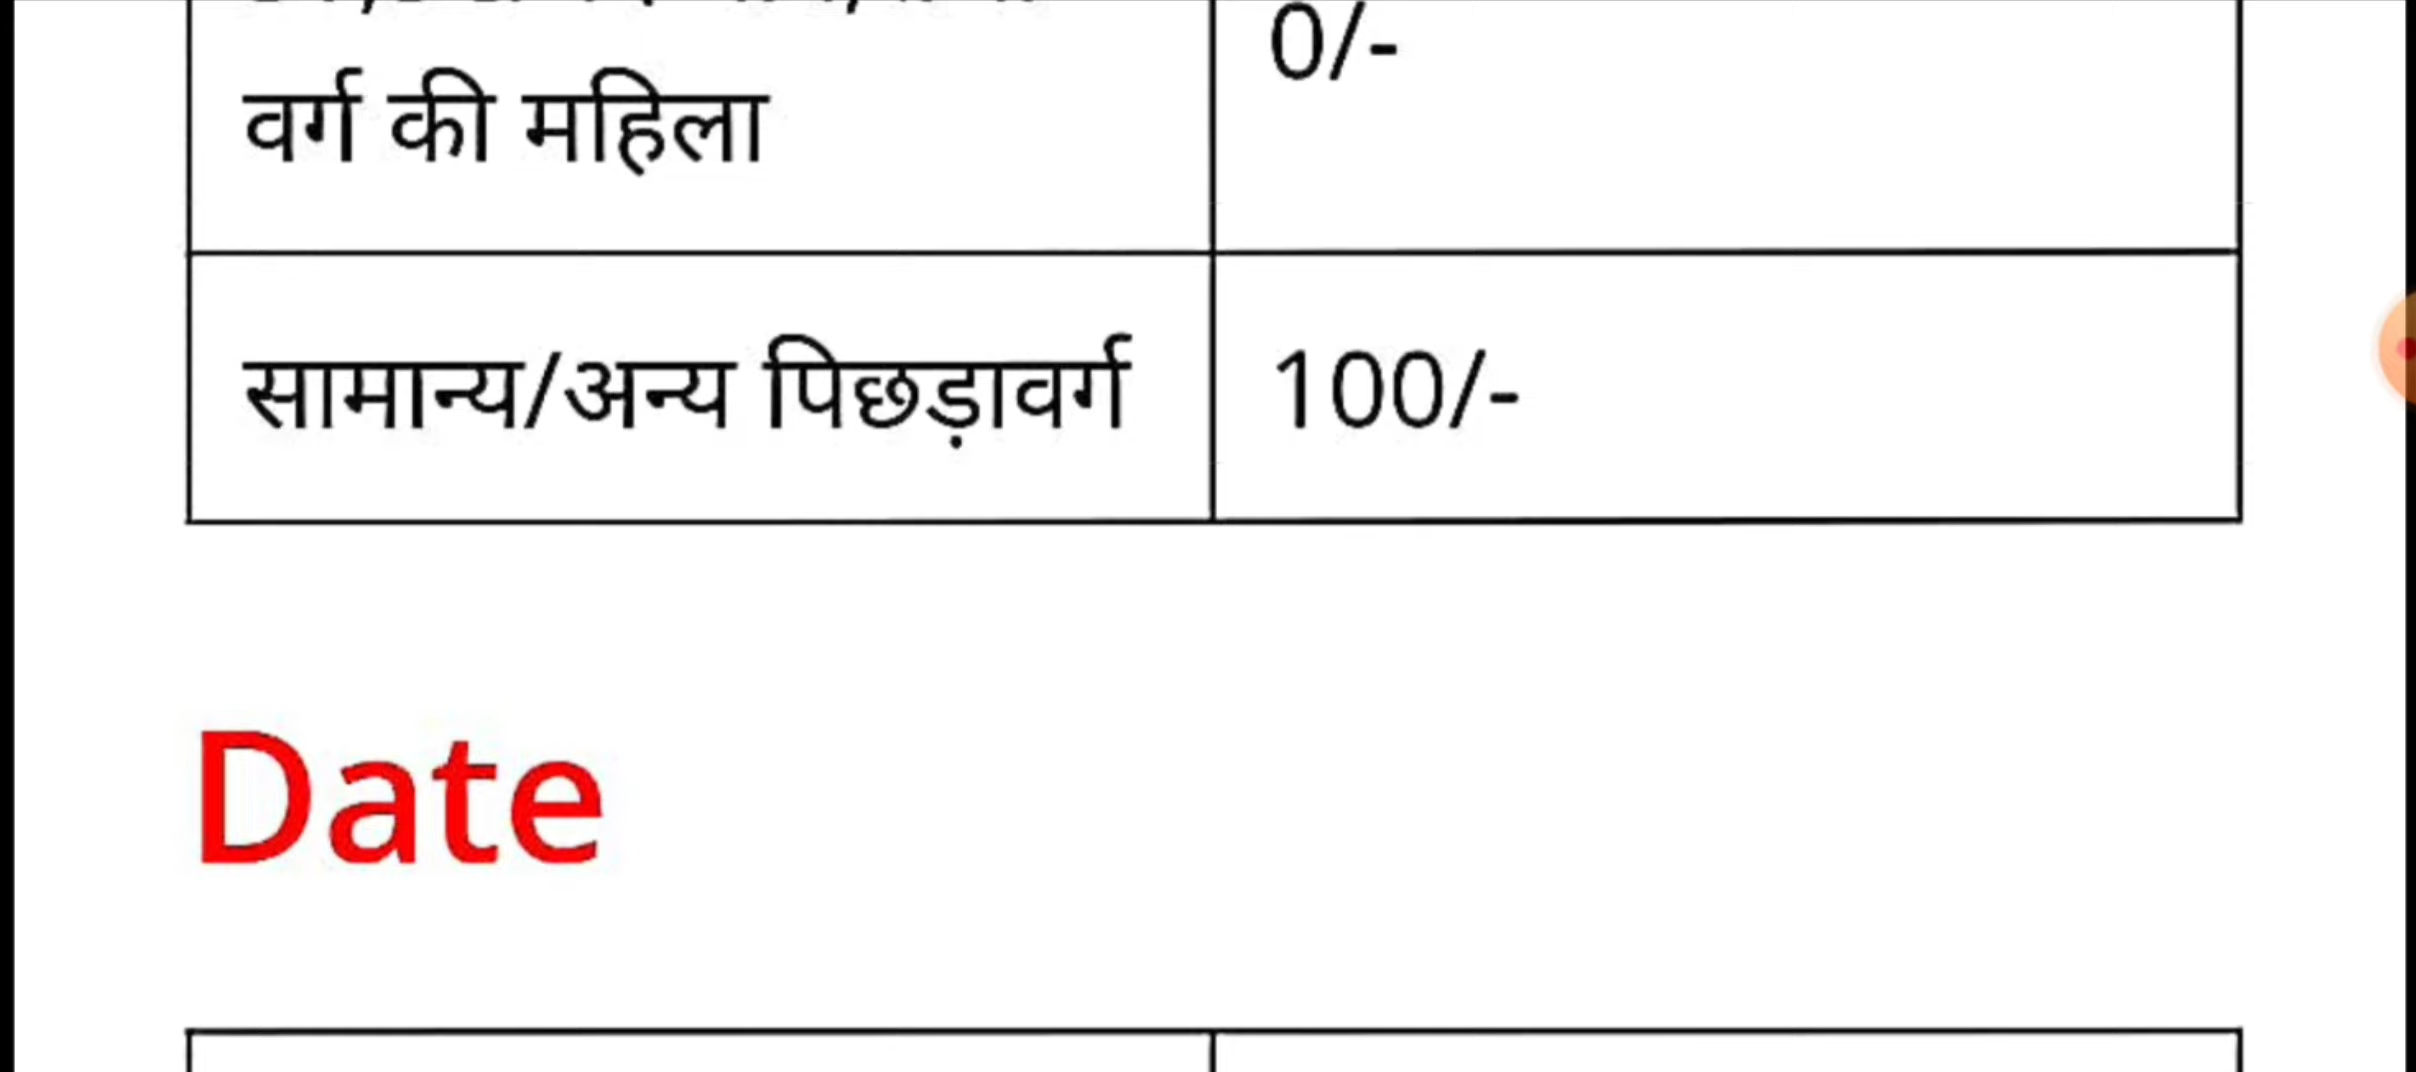 0/-
वर्ग की महिला
सामान्य/अन्य पिछड़ावर्ग 100/-
Date